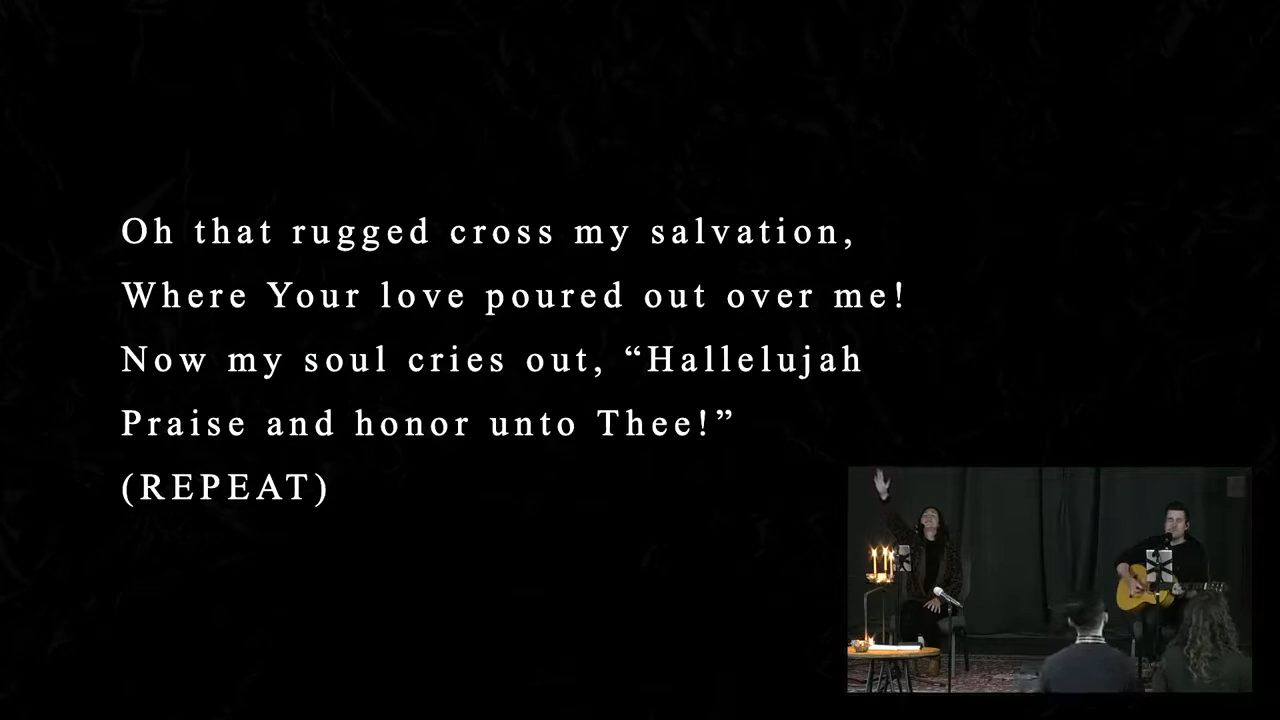 Oh that rugged cross my salvation,
Where Your love poured out over me!
Now my soul cries out, “Hallelujah
Praise and honor unto Thee!”
(REPEAT)